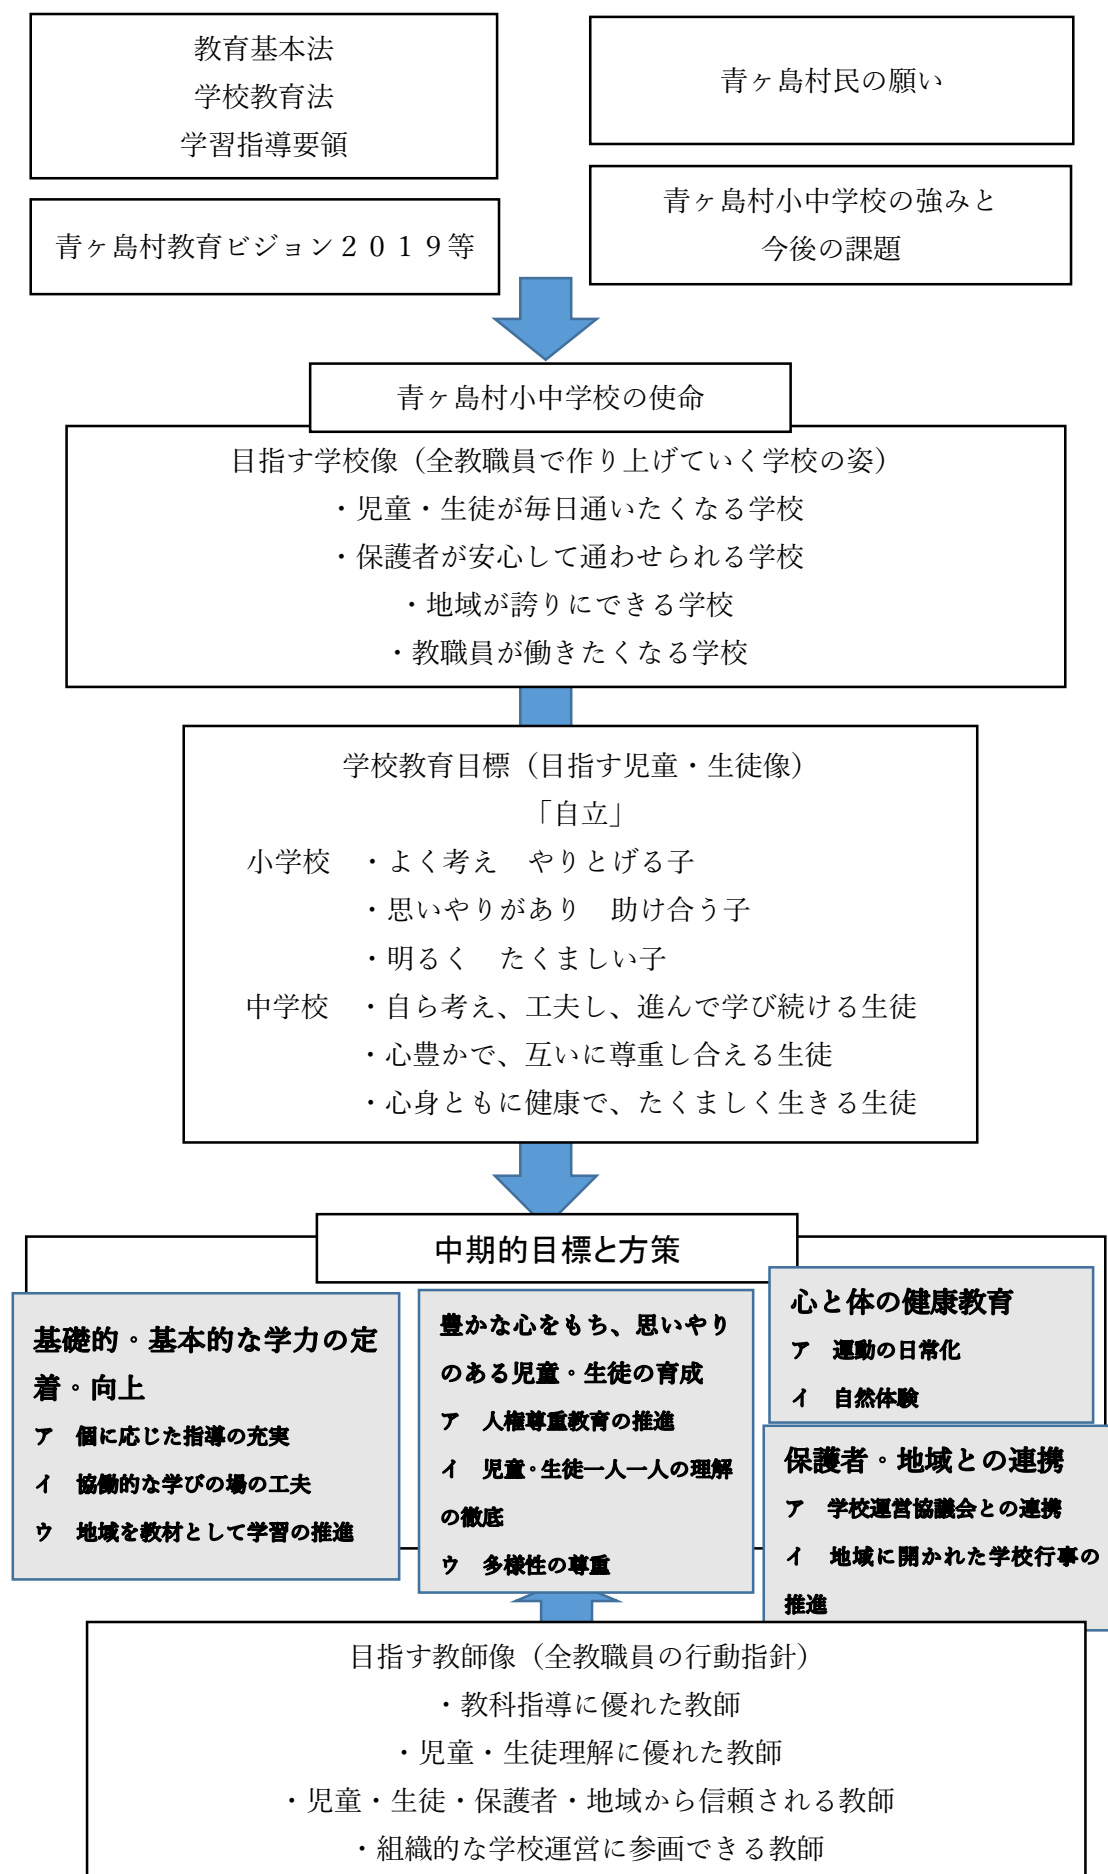 教育基本法
学校教育法
学習指導要領
青ヶ島村民の願い
青ヶ島村教育ビジョン２０１９等
青ヶ島村小中学校の強みと
今後の課題
青ヶ島村小中学校の使命
目指す学校像（全教職員で作り上げていく学校の姿）
・児童・生徒が毎日通いたくなる学校
・保護者が安心して通わせられる学校
・地域が誇りにできる学校
・教職員が働きたくなる学校
学校教育目標（目指す児童・生徒像）
「自立」
小学校　・よく考え　やりとげる子
・思いやりがあり　助け合う子
・明るく　たくましい子
中学校　・自ら考え、工夫し、進んで学び続ける生徒
・心豊かで、互いに尊重し合える生徒
・心身ともに健康で、たくましく生きる生徒
中期的目標と方策
基礎的・基本的な学力の定
着・向上
ア　個に応じた指導の充実
イ　協働的な学びの場の工夫
ウ　地域を教材として学習の推進
豊かな心をもち、思いやり
のある児童・生徒の育成
ア　人権尊重教育の推進
イ　児童・生徒一人一人の理解
の徹底
ウ　多様性の尊重
心と体の健康教育
ア　運動の日常化
イ　自然体験
保護者・地域との連携
ア　学校運営協議会との連携
イ　地域に開かれた学校行事の
推進
目指す教師像（全教職員の行動指針）
・教科指導に優れた教師
・児童・生徒理解に優れた教師
・児童・生徒・保護者・地域から信頼される教師
・組織的な学校運営に参画できる教師